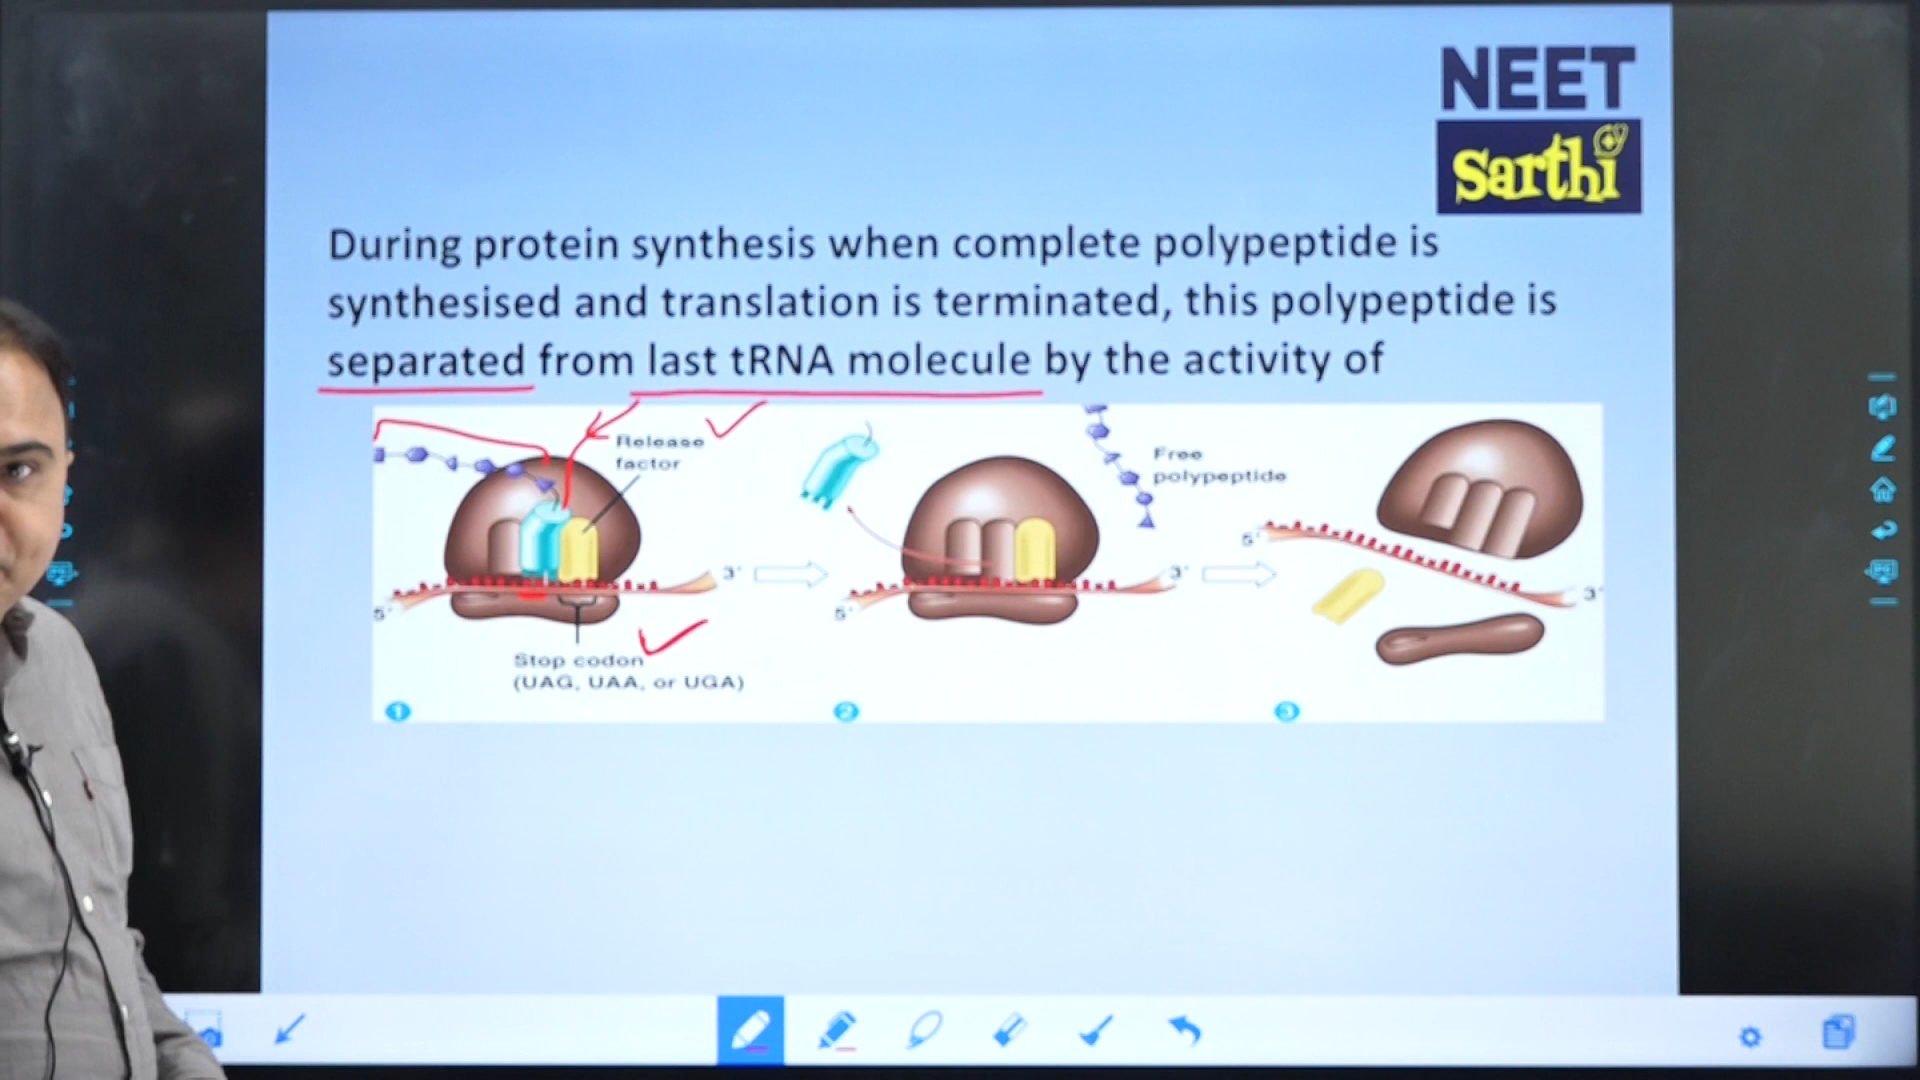 NEET
Sarthi
During protein synthesis when complete polypeptide is
synthesised and translation is terminated, this polypeptide is
separated from last tRNA molecule by the activity of
Release
factor
Free
polypeptide
5'
3'
5'
3'
5'
3'
Stop codon
(UAG, UAA, or UGA)
1
2
3